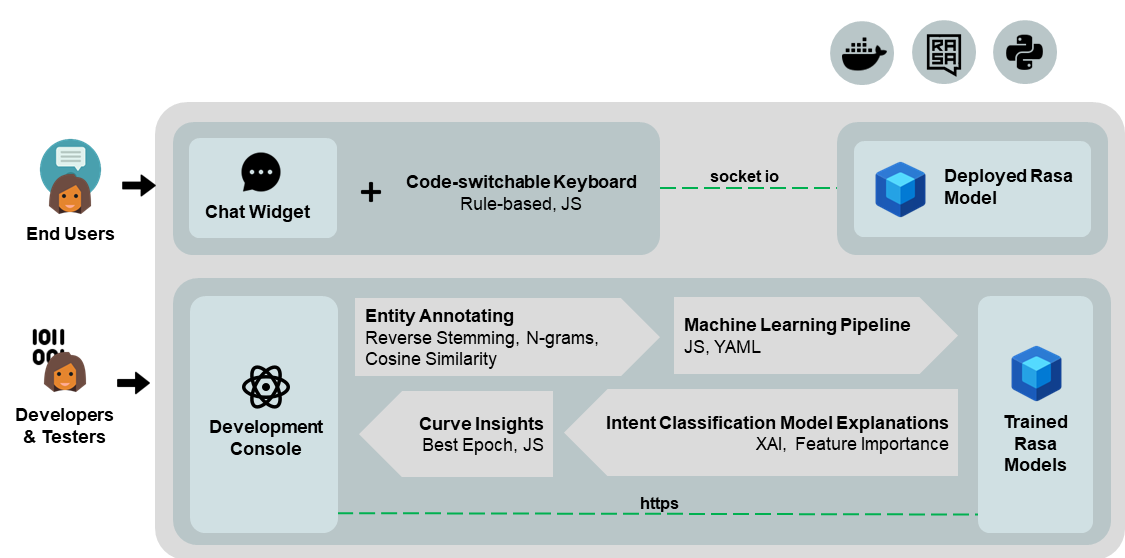 RA
SA
socket io
Code-switchable Keyboard
Rule-based, JS
+
Chat Widget
Deployed Rasa
Model
End Users
Entity Annotating
Reverse Stemming, N-grams,
Cosine Similarity
Machine Learning Pipeline
JS, YAML
1011
001
Developers
& Testers
Development
Console
Curve Insights
Best Epoch, JS
Intent Classification Model Explanations
XAI, Feature Importance
Trained
Rasa
Models
https